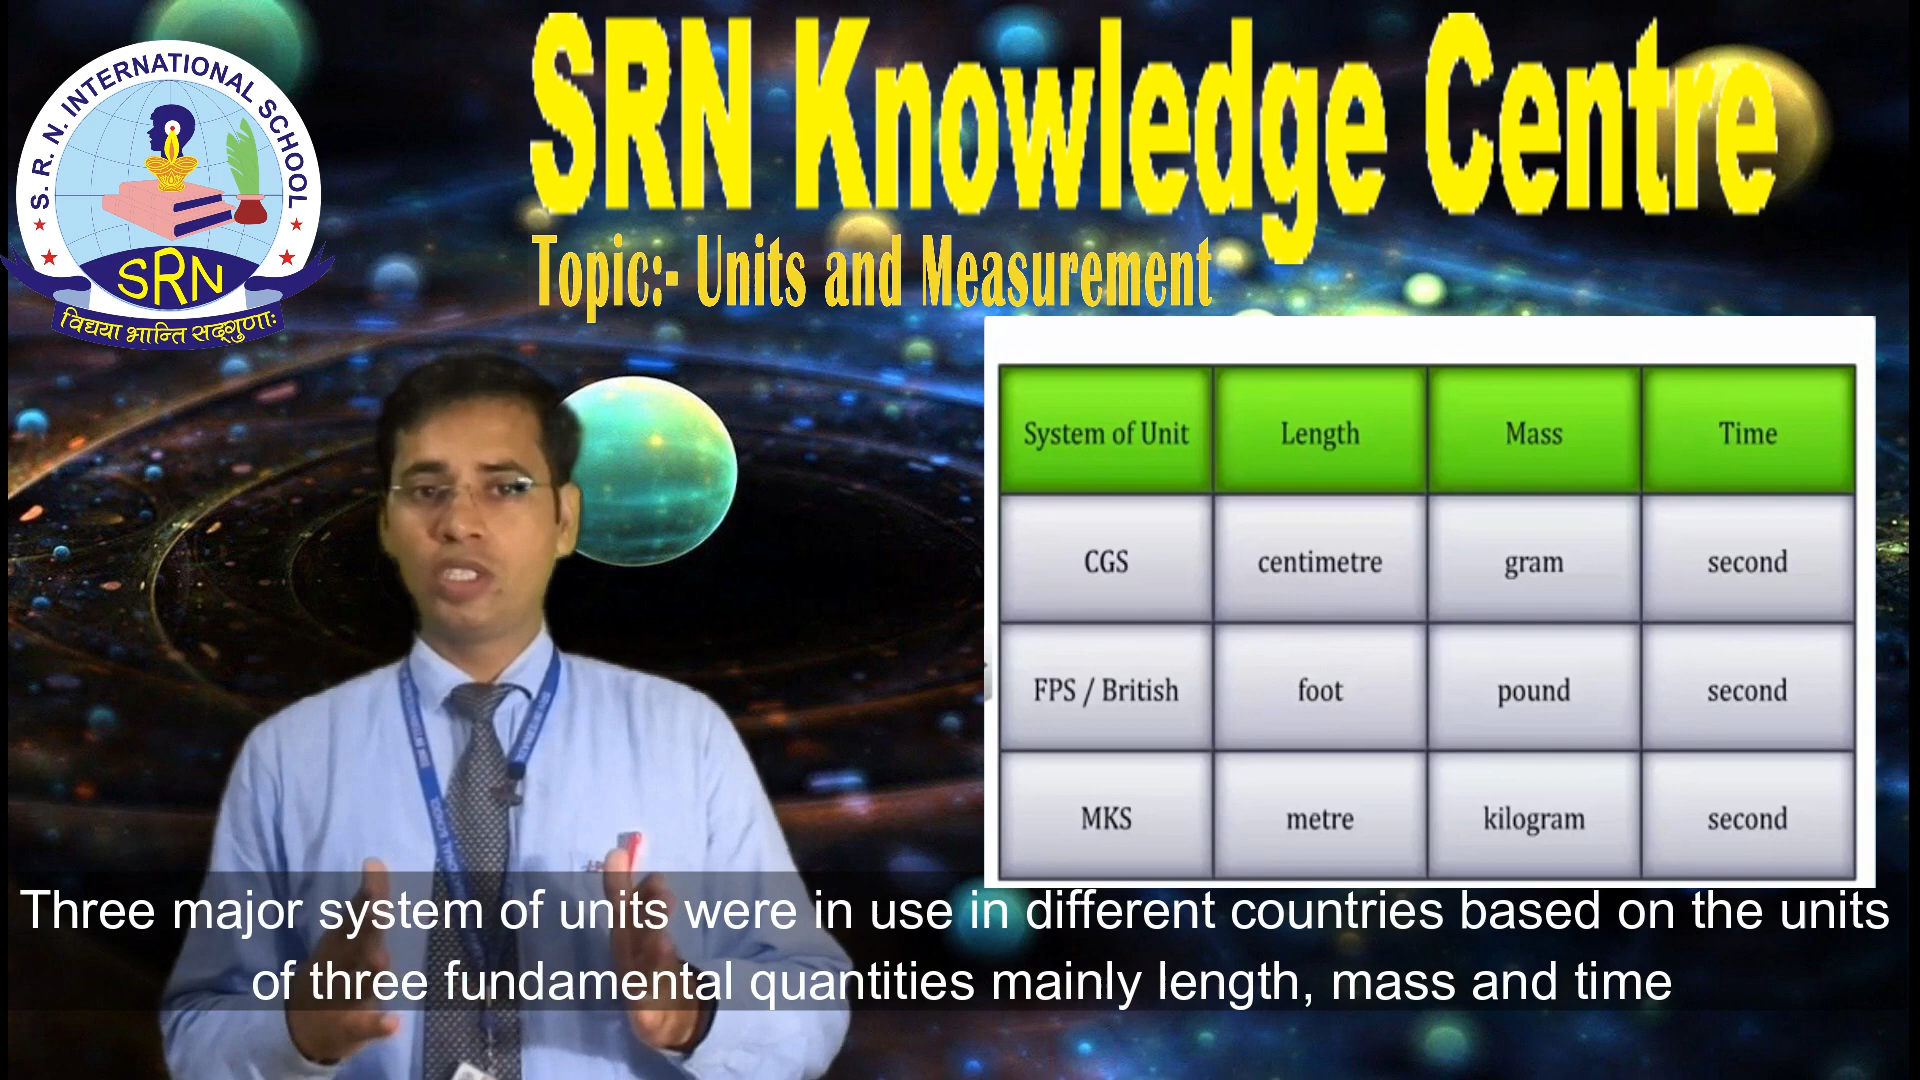 S. R. N. INTERNATIONAL SCHOOL
SRN
विद्यया भान्ति सद्गुणाः
SRN Knowledge Centre
Topic:- Units and Measurement
System of Unit Length Mass Time
CGS centimetre gram second
FPS / British foot pound second
MKS metre kilogram second
Three major system of units were in use in different countries based on the units
of three fundamental quantities mainly length, mass and time